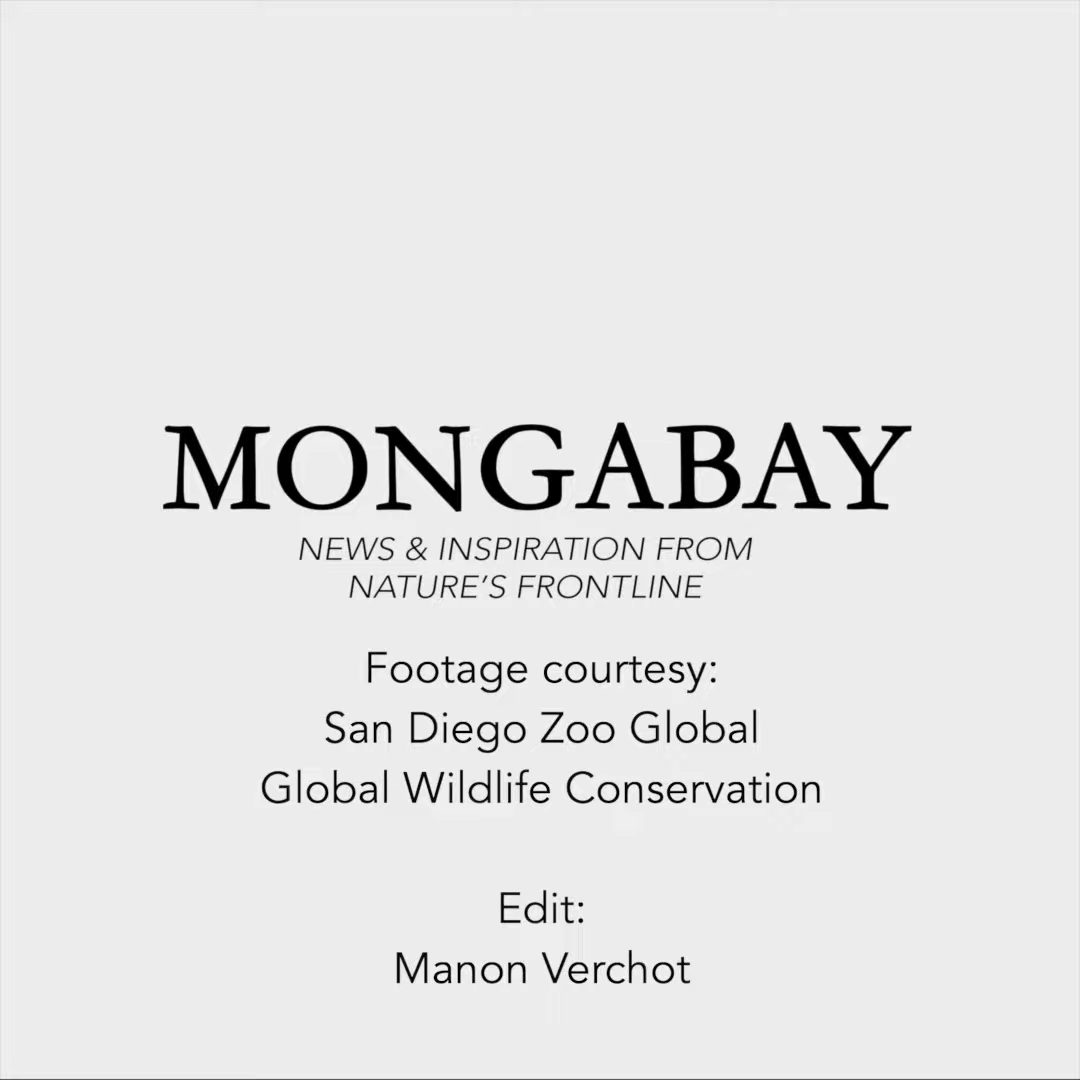 MONGABAY
NEWS & INSPIRATION FROM
NATURE'S FRONTLINE
Footage courtesy:
San Diego Zoo Global
Global Wildlife Conservation
Edit:
Manon Verchot